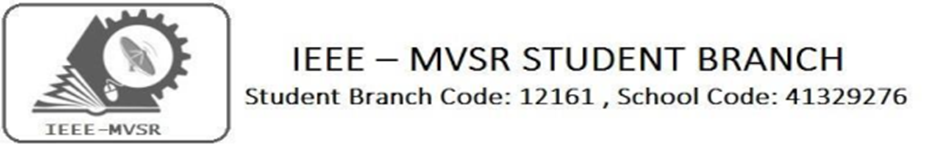 IEEE-MVSR
IEEE – MVSR STUDENT BRANCH
Student Branch Code: 12161 , School Code: 41329276